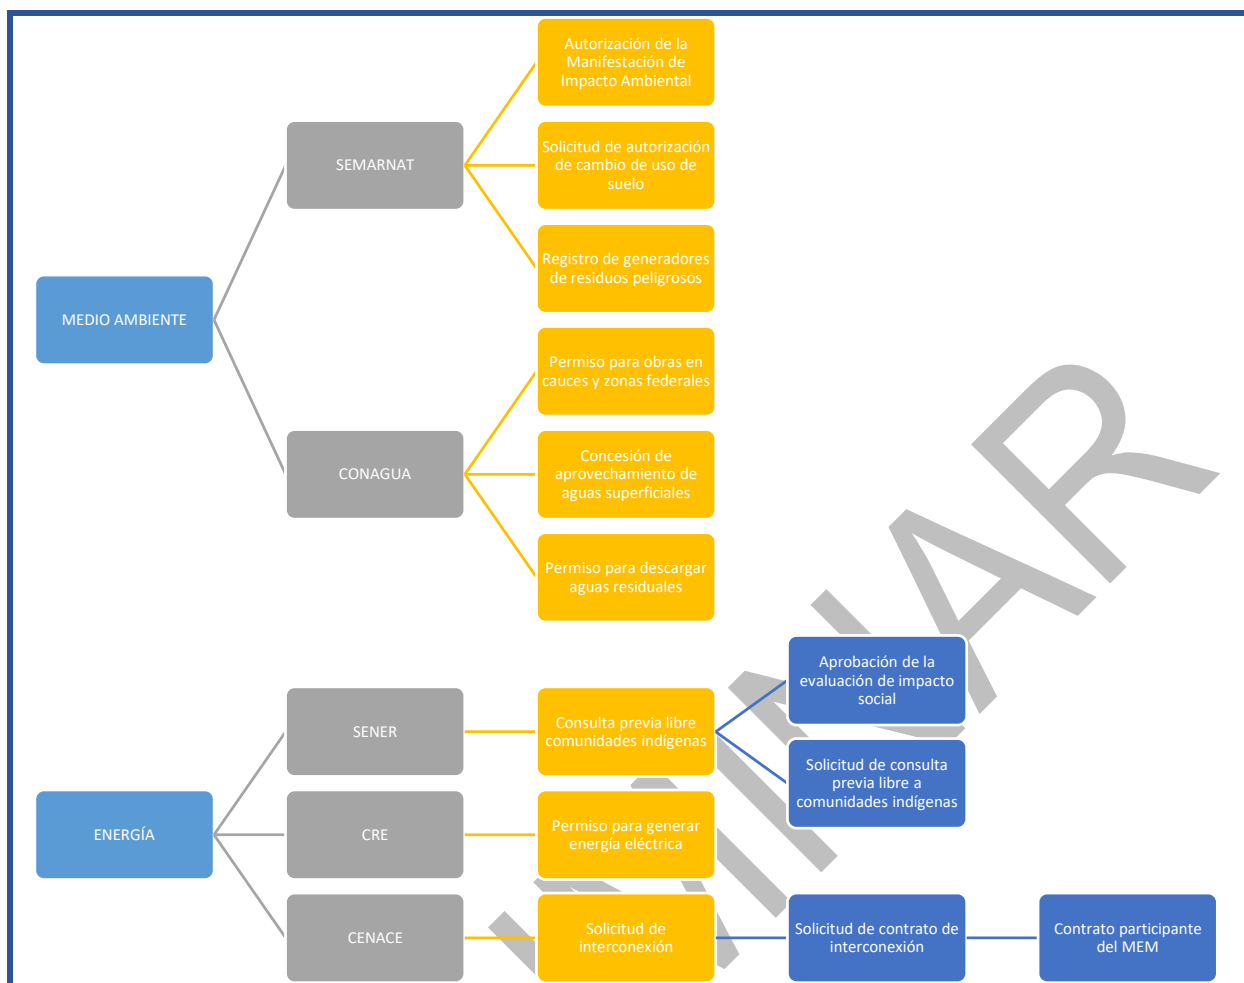 Autorización de la
Manifestación de
Impacto Ambiental
SEMARNAT
Solicitud de autorización
de cambio de uso de
suelo
Registro de generadores
de residuos peligrosos
MEDIO AMBIENTE
Permiso para obras en
cauces y zonas federales
CONAGUA
Concesión de
aprovechamiento de
aguas superficiales
Permiso para descargar
aguas residuales
SENER
Consulta previa libre
comunidades indígenas
Aprobación de la
evaluación de impacto
social
Solicitud de consulta
previa libre a
comunidades indígenas
ENERGÍA
CRE
Permiso para generar
energía eléctrica
CENACE
Solicitud de
interconexión
Solicitud de contrato de
interconexión
Contrato participante
del MEM